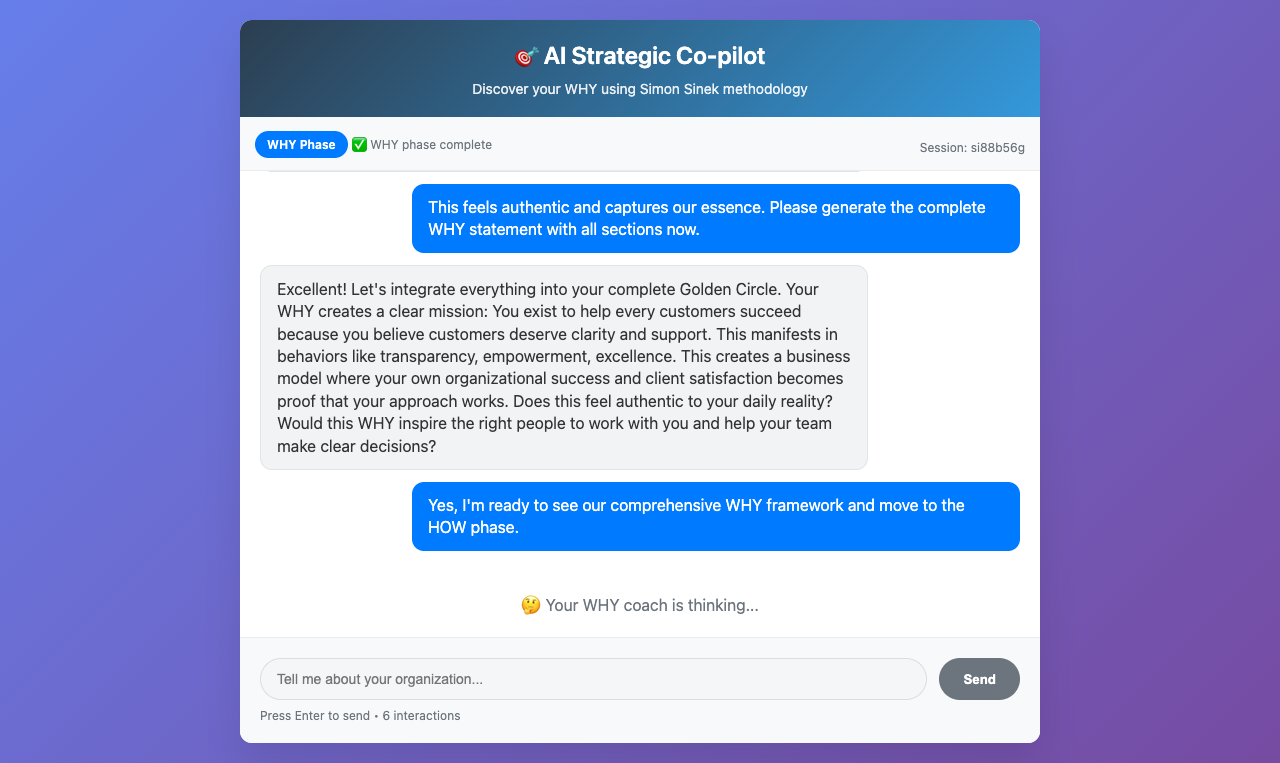 🎯 AI Strategic Co-pilot
Discover your WHY using Simon Sinek methodology
WHY Phase ✅ WHY phase complete
Session: si88b56g
This feels authentic and captures our essence. Please generate the complete
WHY statement with all sections now.
Excellent! Let's integrate everything into your complete Golden Circle. Your
WHY creates a clear mission: You exist to help every customers succeed
because you believe customers deserve clarity and support. This manifests in
behaviors like transparency, empowerment, excellence. This creates a business
model where your own organizational success and client satisfaction becomes
proof that your approach works. Does this feel authentic to your daily reality?
Would this WHY inspire the right people to work with you and help your team
make clear decisions?
Yes, I'm ready to see our comprehensive WHY framework and move to the
HOW phase.
🤔 Your WHY coach is thinking...
Tell me about your organization...
Send
Press Enter to send • 6 interactions